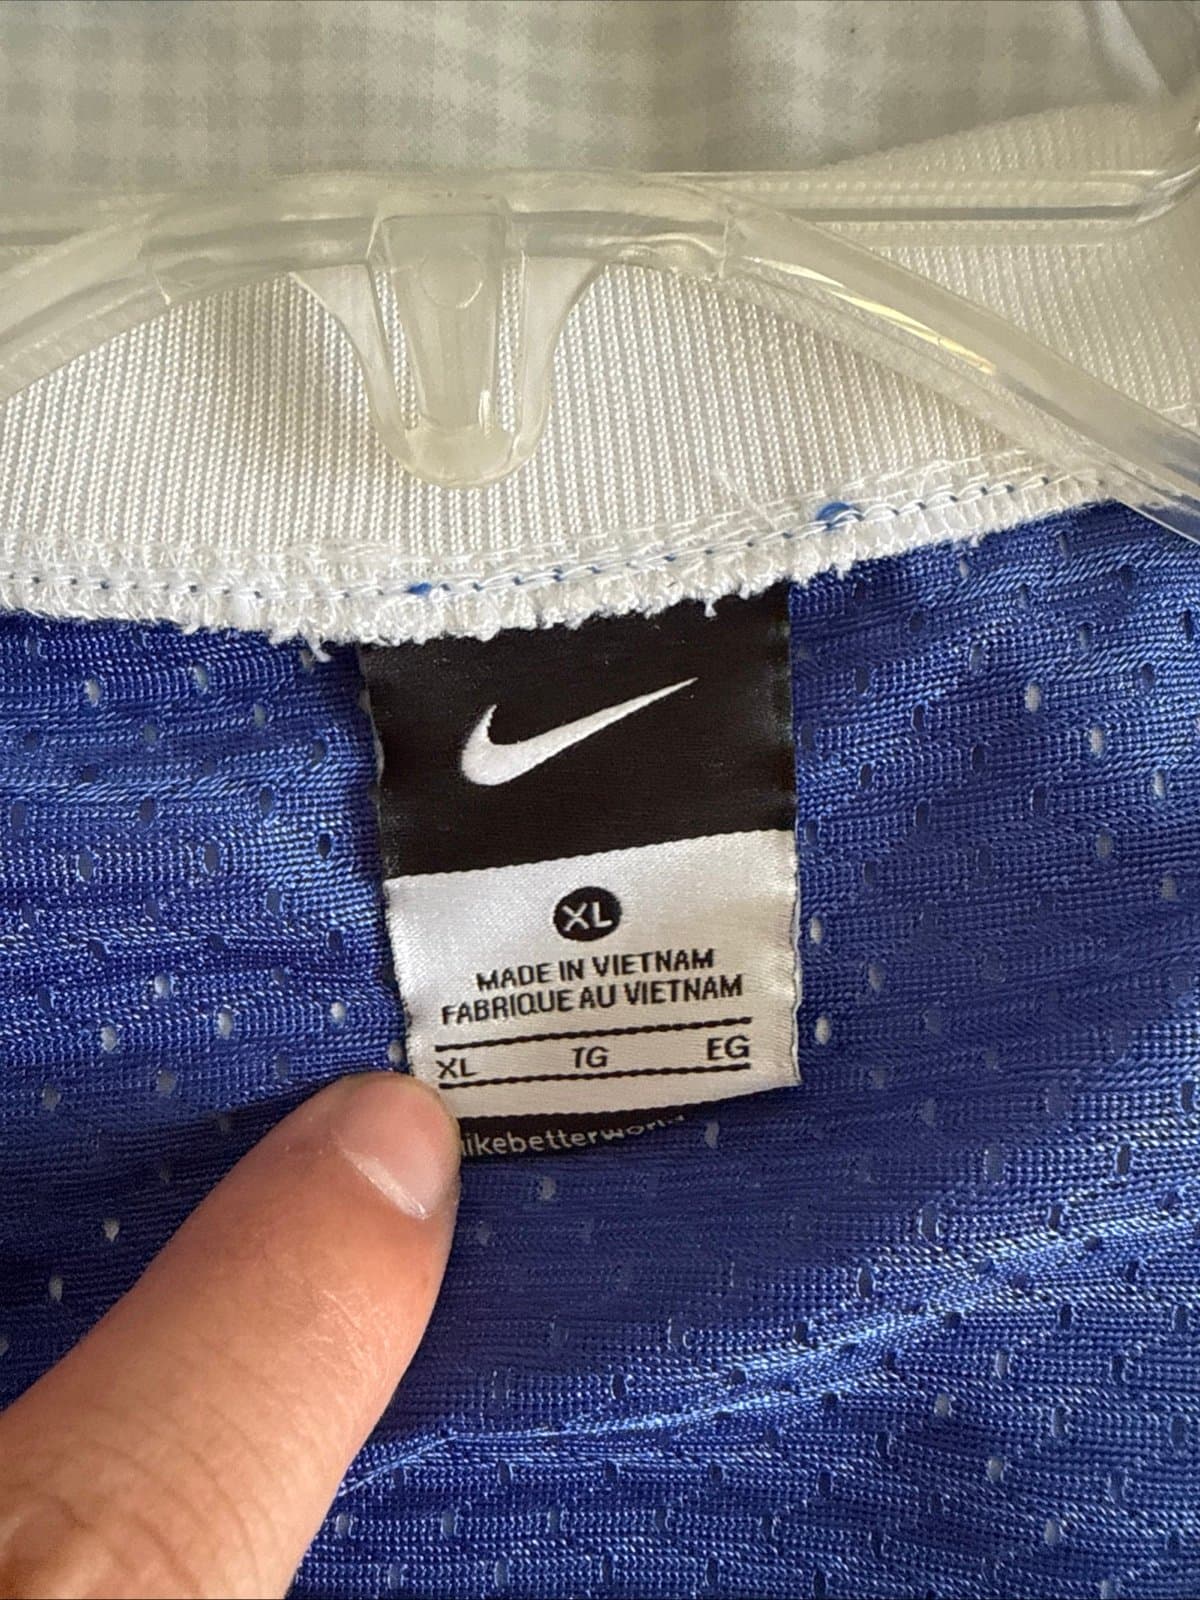 XL
MADE IN VIETNAM
FABRIQUE AU VIETNAM
XL TG EG